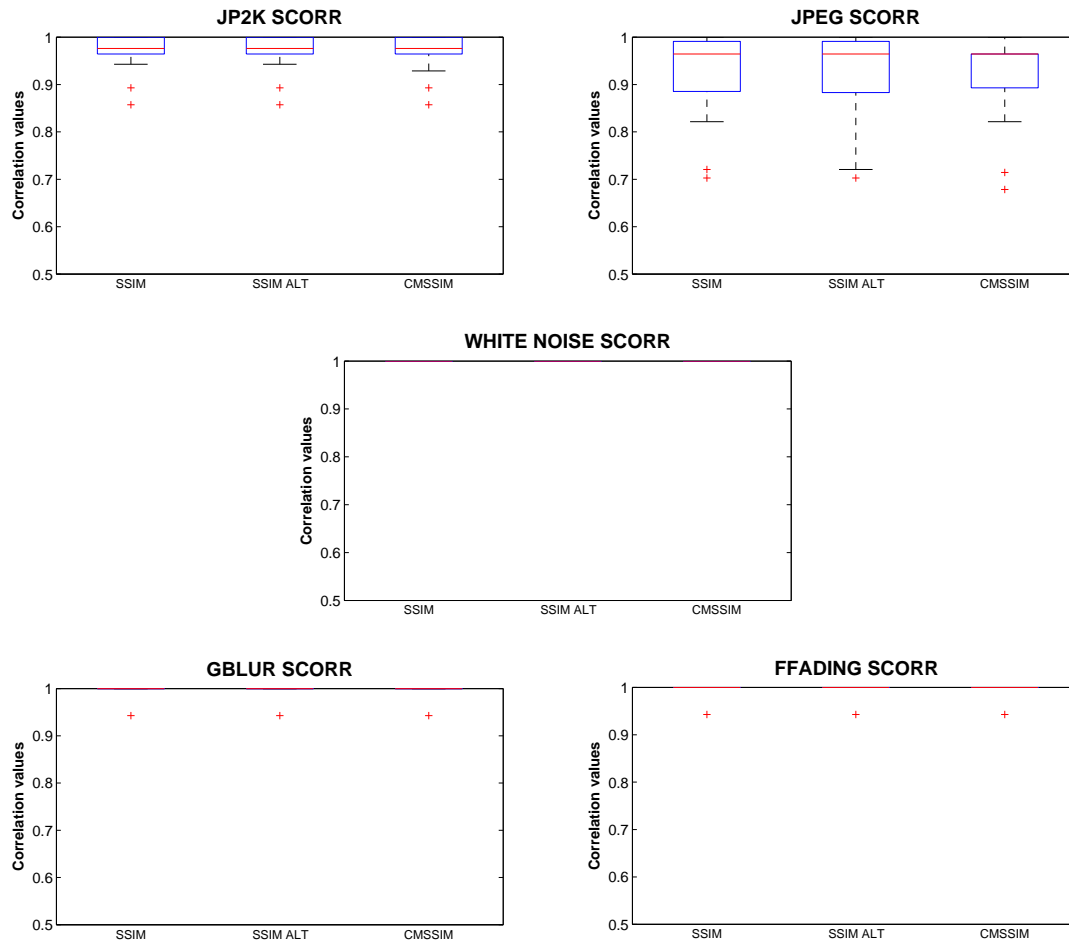 JP2K SCORR
Correlation values
1
0.9
0.8
0.7
0.6
0.5
SSIM SSIM ALT CMSSIM
JPEG SCORR
Correlation values
1
0.9
0.8
0.7
0.6
0.5
SSIM SSIM ALT CMSSIM
WHITE NOISE SCORR
Correlation values
1
0.9
0.8
0.7
0.6
0.5
SSIM SSIM ALT CMSSIM
GBLUR SCORR
Correlation values
1
0.9
0.8
0.7
0.6
0.5
SSIM SSIM ALT CMSSIM
FFADING SCORR
Correlation values
1
0.9
0.8
0.7
0.6
0.5
SSIM SSIM ALT CMSSIM